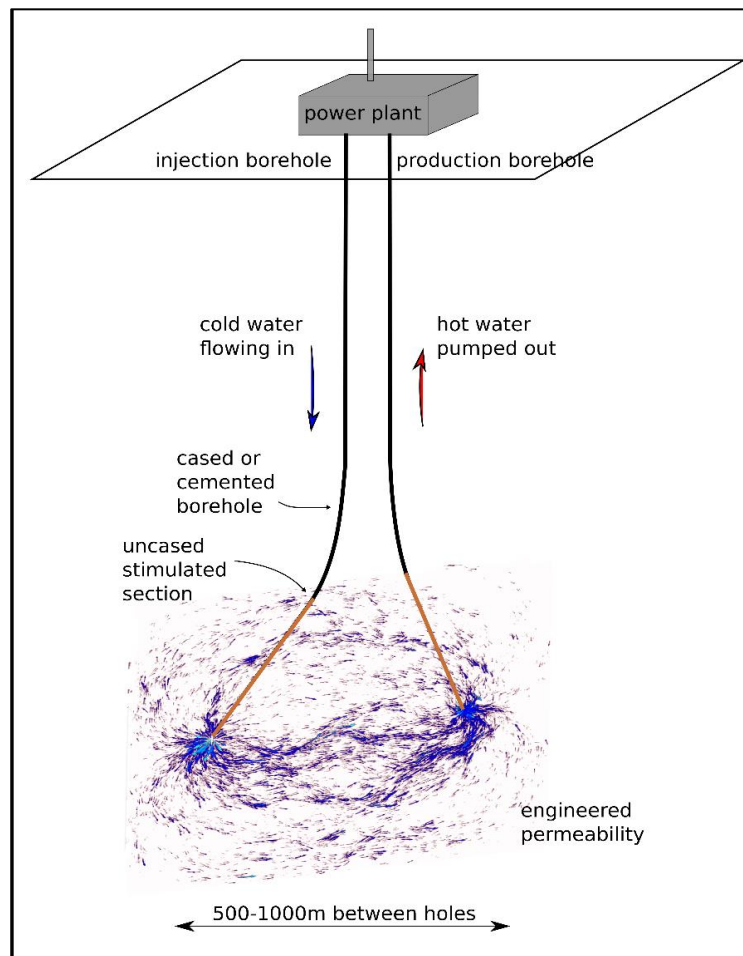 power plant
injection borehole
production borehole
cold water
flowing in
hot water
pumped out
cased or
cemented
borehole
uncased
stimulated
section
engineered
permeability
500-1000m between holes